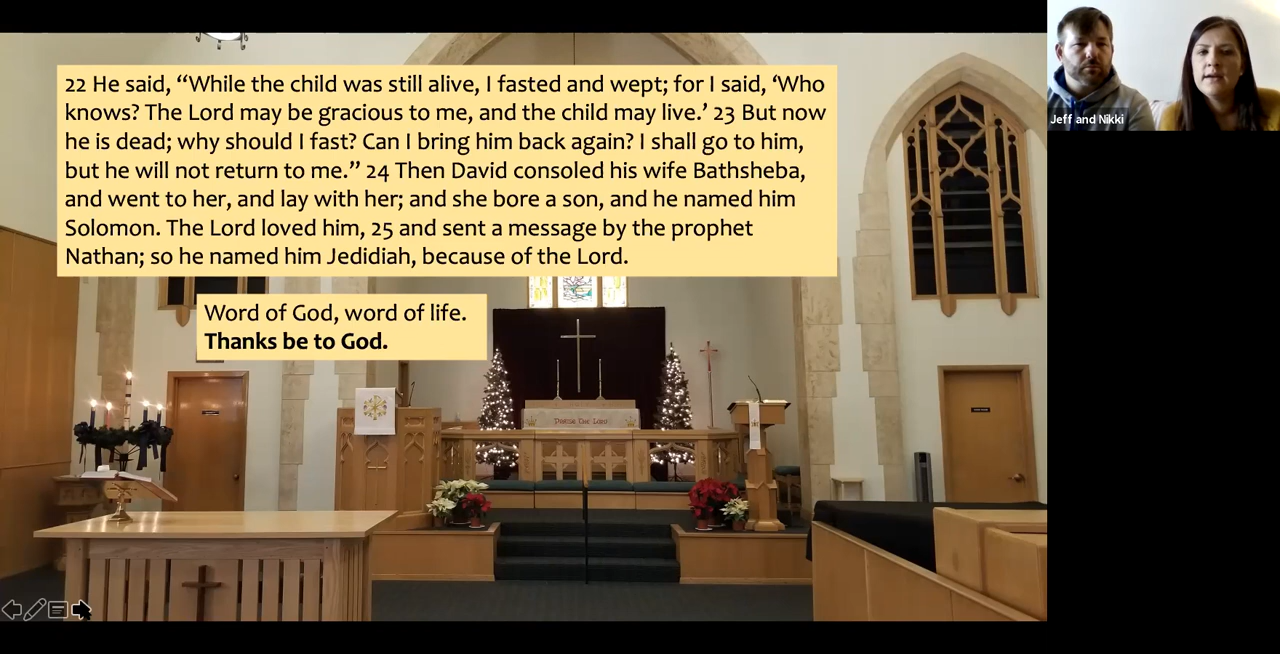 22 He said, “While the child was still alive, I fasted and wept; for I said, ‘Who
knows? The Lord may be gracious to me, and the child may live.’ 23 But now
he is dead; why should I fast? Can I bring him back again? I shall go to him,
but he will not return to me.” 24 Then David consoled his wife Bathsheba,
and went to her, and lay with her; and she bore a son, and he named him
Solomon. The Lord loved him, 25 and sent a message by the prophet
Nathan; so he named him Jedidiah, because of the Lord.
Word of God, word of life.
Thanks be to God.
Jeff and Nikki
Praise The Lord